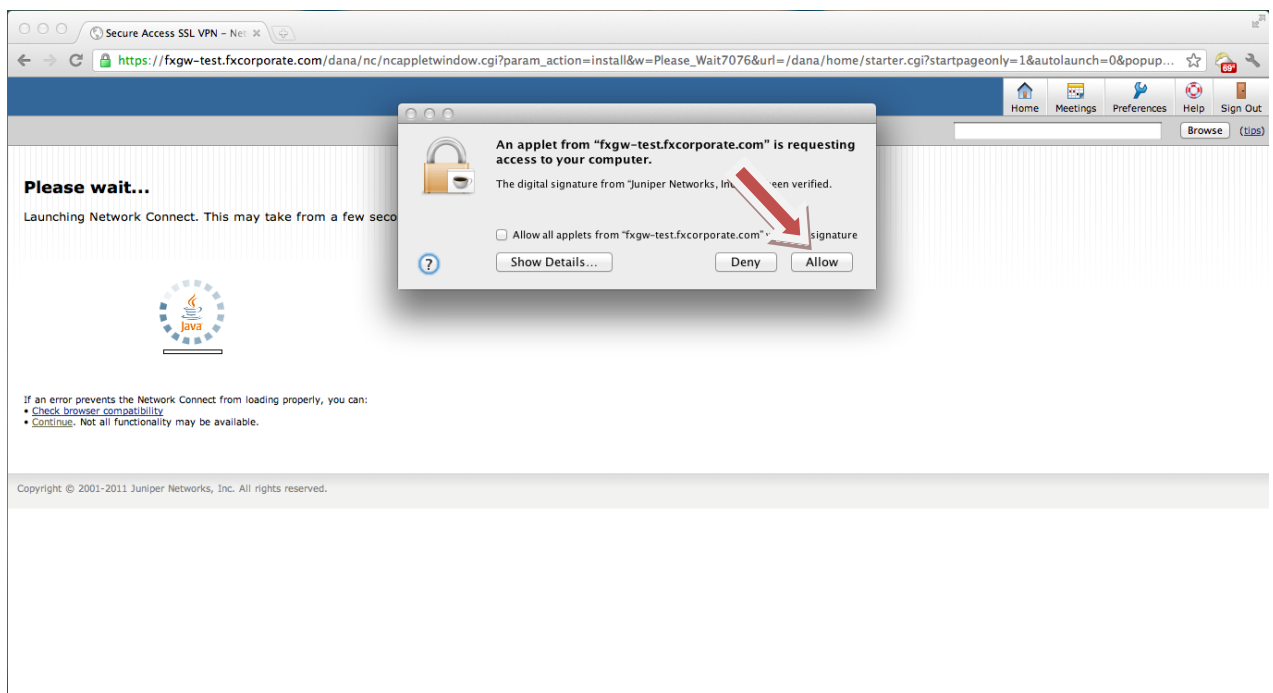 Secure Access SSL VPN – Net
https://fxgw-test.fxcorporate.com/dana/nc/ncappletwindow.cgi?param_action=install&w=Please_Wait7076&url=/dana/home/starter.cgi?startpageonly=1&autolaunch=0&popup...
69°
Home Meetings Preferences Help Sign Out
Browse (tips)
An applet from “fxgw-test.fxcorporate.com” is requesting
access to your computer.
The digital signature from “Juniper Networks, een verified.
Allow all applets from “fxgw-test.fxcorporate.com” signature
? Show Details... Deny Allow
Please wait...
Launching Network Connect. This may take from a few seco
Java
If an error prevents the Network Connect from loading properly, you can:
• Check browser compatibility
• Continue. Not all functionality may be available.
Copyright © 2001-2011 Juniper Networks, Inc. All rights reserved.